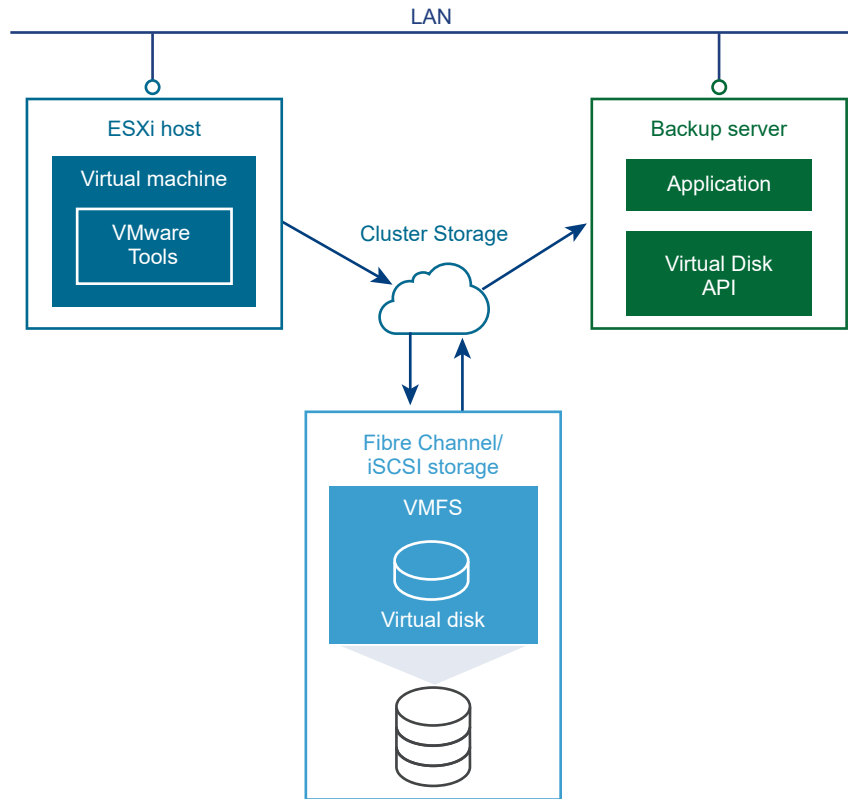 LAN
ESXi host
Virtual machine
VMware
Tools
Cluster Storage
Backup server
Application
Virtual Disk
API
Fibre Channel/
iSCSI storage
VMFS
Virtual disk